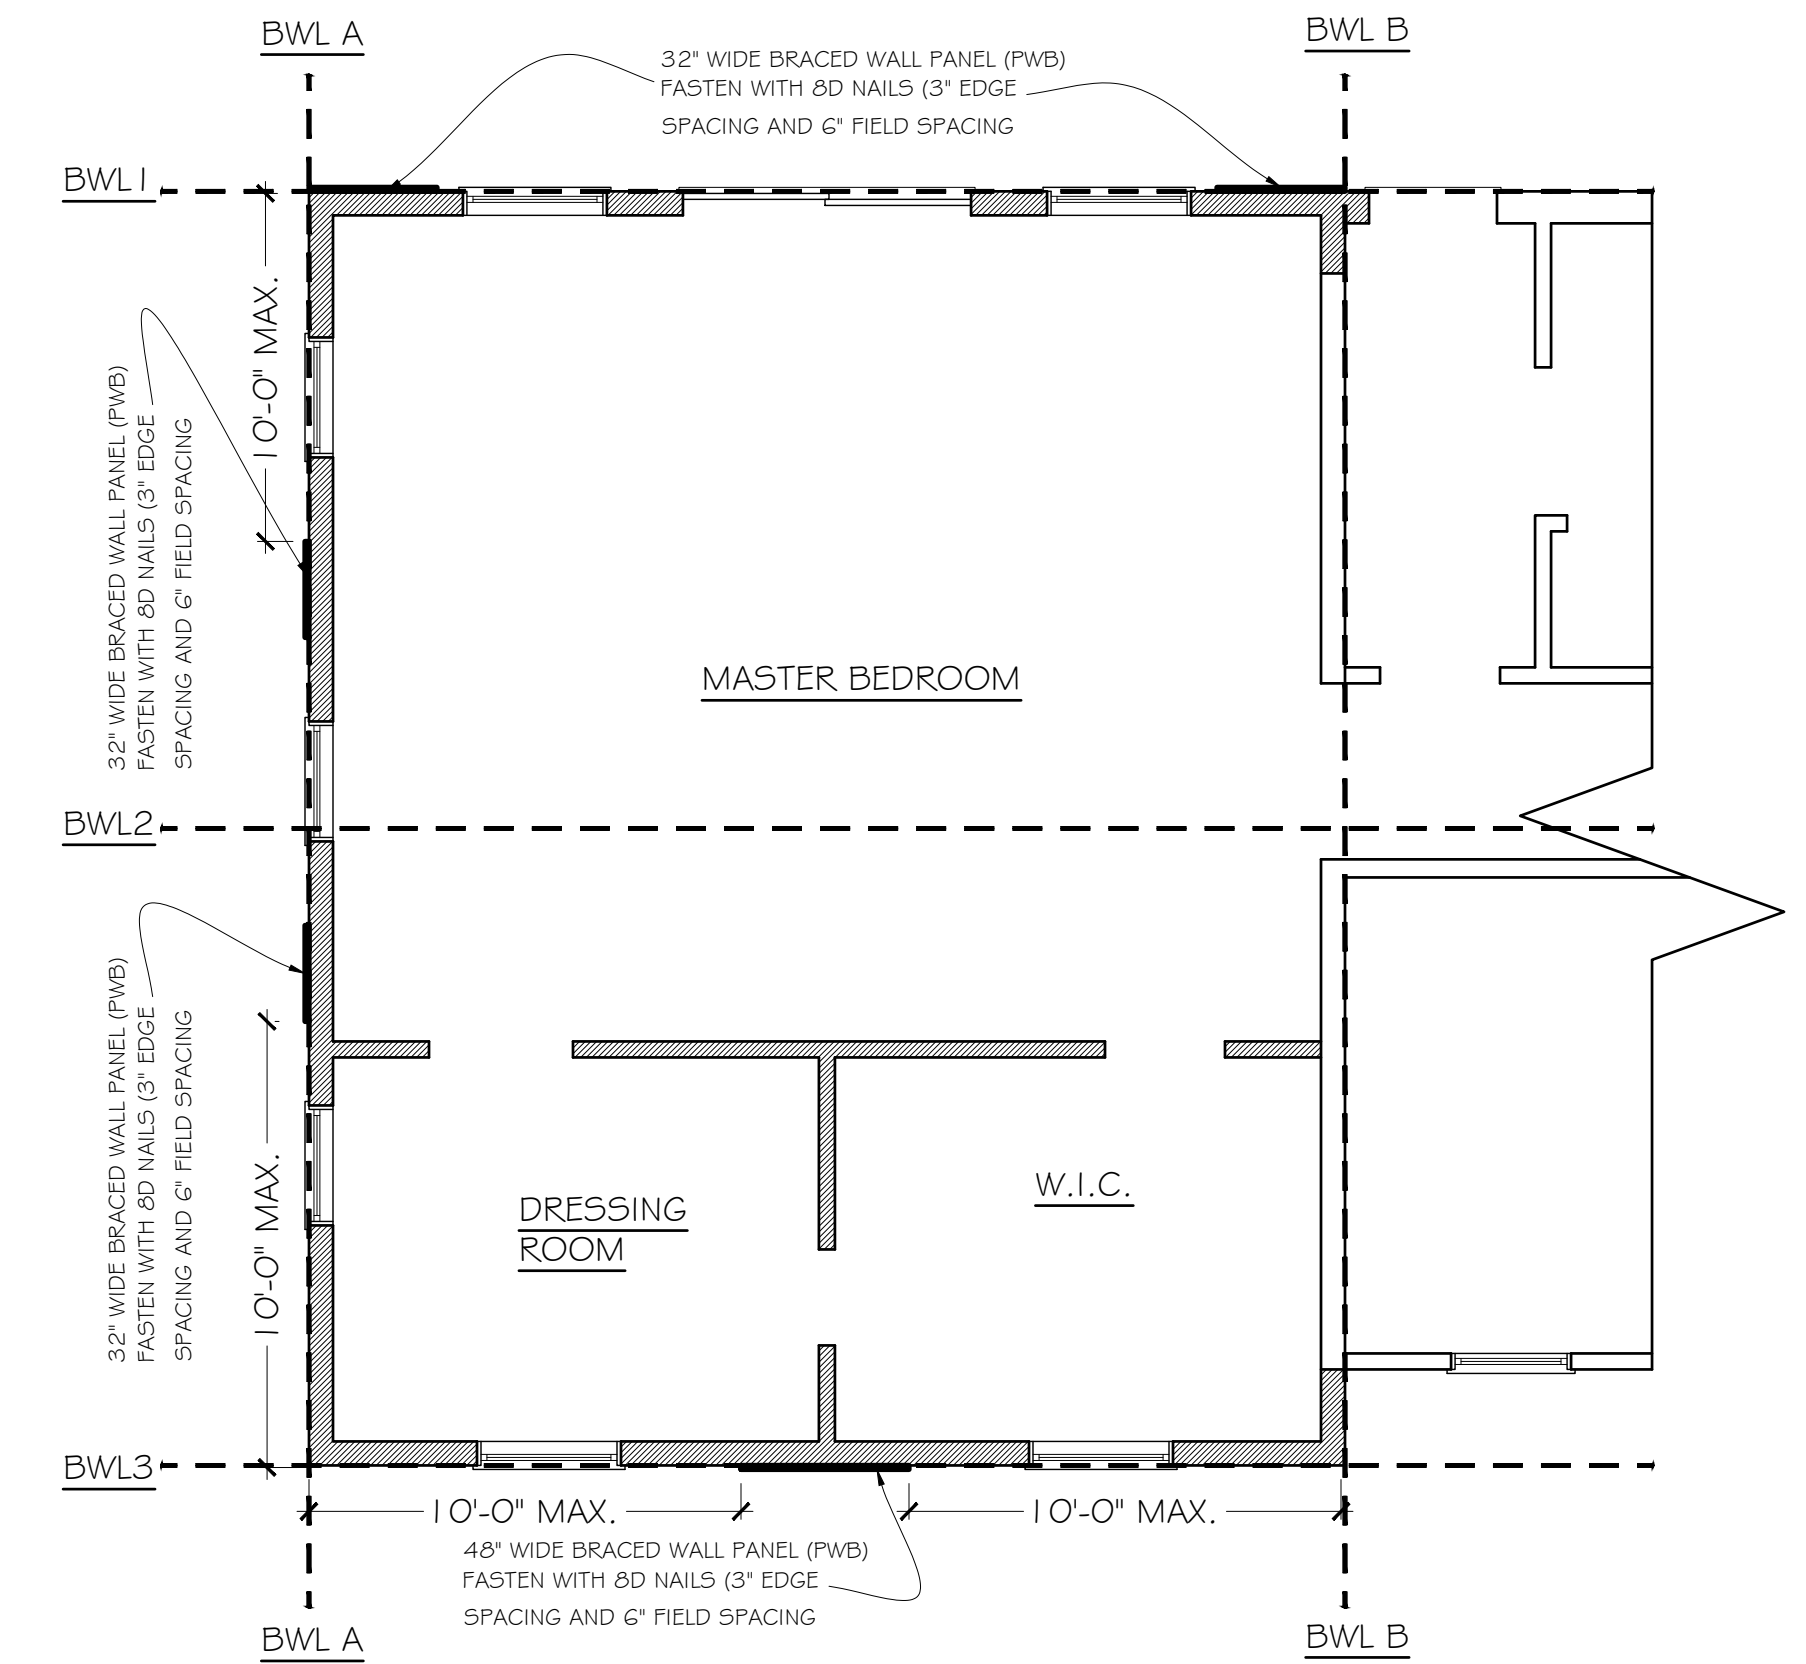 BWL A
BWL B
32" WIDE BRACED WALL PANEL (PWB)
FASTEN WITH 8D NAILS (3" EDGE
SPACING AND 6" FIELD SPACING
BWL1
10'-0" MAX.
32" WIDE BRACED WALL PANEL (PWB)
FASTEN WITH 8D NAILS (3" EDGE
SPACING AND 6" FIELD SPACING
MASTER BEDROOM
BWL2
32" WIDE BRACED WALL PANEL (PWB)
FASTEN WITH 8D NAILS (3" EDGE
SPACING AND 6" FIELD SPACING
10'-0" MAX.
DRESSING
ROOM
W.I.C.
BWL3
10'-0" MAX.
10'-0" MAX.
48" WIDE BRACED WALL PANEL (PWB)
FASTEN WITH 8D NAILS (3" EDGE
SPACING AND 6" FIELD SPACING
BWL A
BWL B